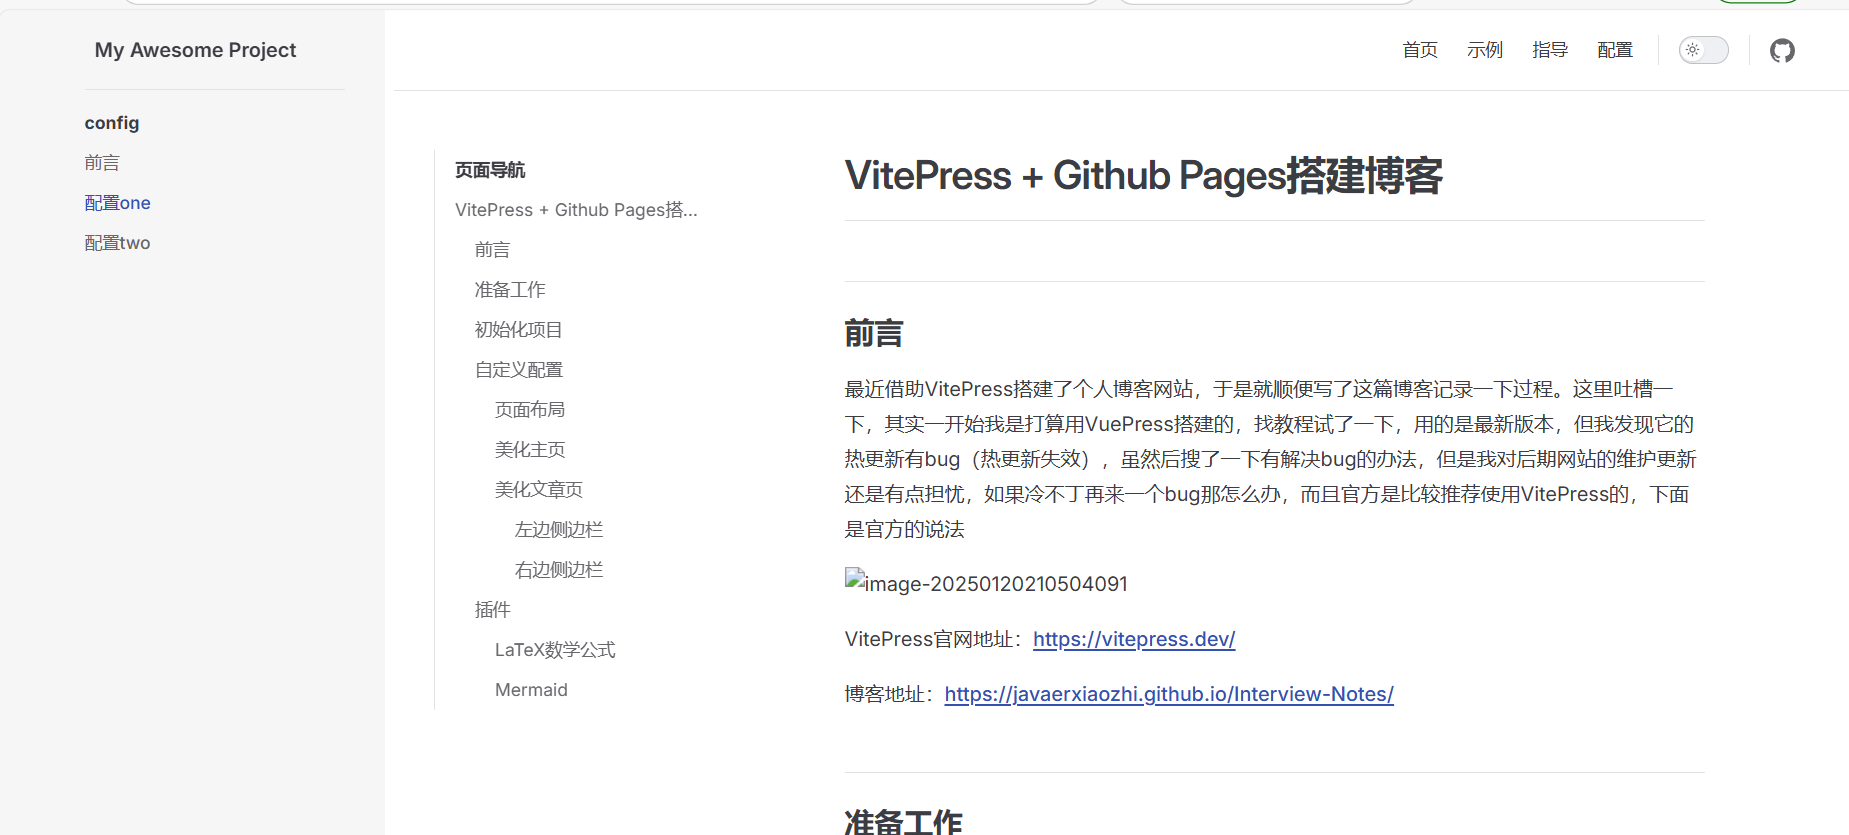 My Awesome Project
首页
示例
指导
配置
config
前言
配置one
配置two
页面导航
VitePress + Github Pages搭...
前言
准备工作
初始化项目
自定义配置
页面布局
美化主页
美化文章页
左边侧边栏
右边侧边栏
插件
LaTeX数学公式
Mermaid
VitePress + Github Pages搭建博客
前言
最近借助VitePress搭建了个人博客网站，于是就顺便写了这篇博客记录一下过程。这里吐槽一
下，其实一开始我是打算用VuePress搭建的，找教程试了一下，用的是最新版本，但我发现它的
热更新有bug（热更新失效），虽然后搜了一下有解决bug的办法，但是我对后期网站的维护更新
还是有点担忧，如果冷不丁再来一个bug那怎么办，而且官方是比较推荐使用VitePress的，下面
是官方的说法
image-20250120210504091
VitePress官网地址：https://vitepress.dev/
博客地址：https://javaerxiaozhi.github.io/Interview-Notes/
准备工作